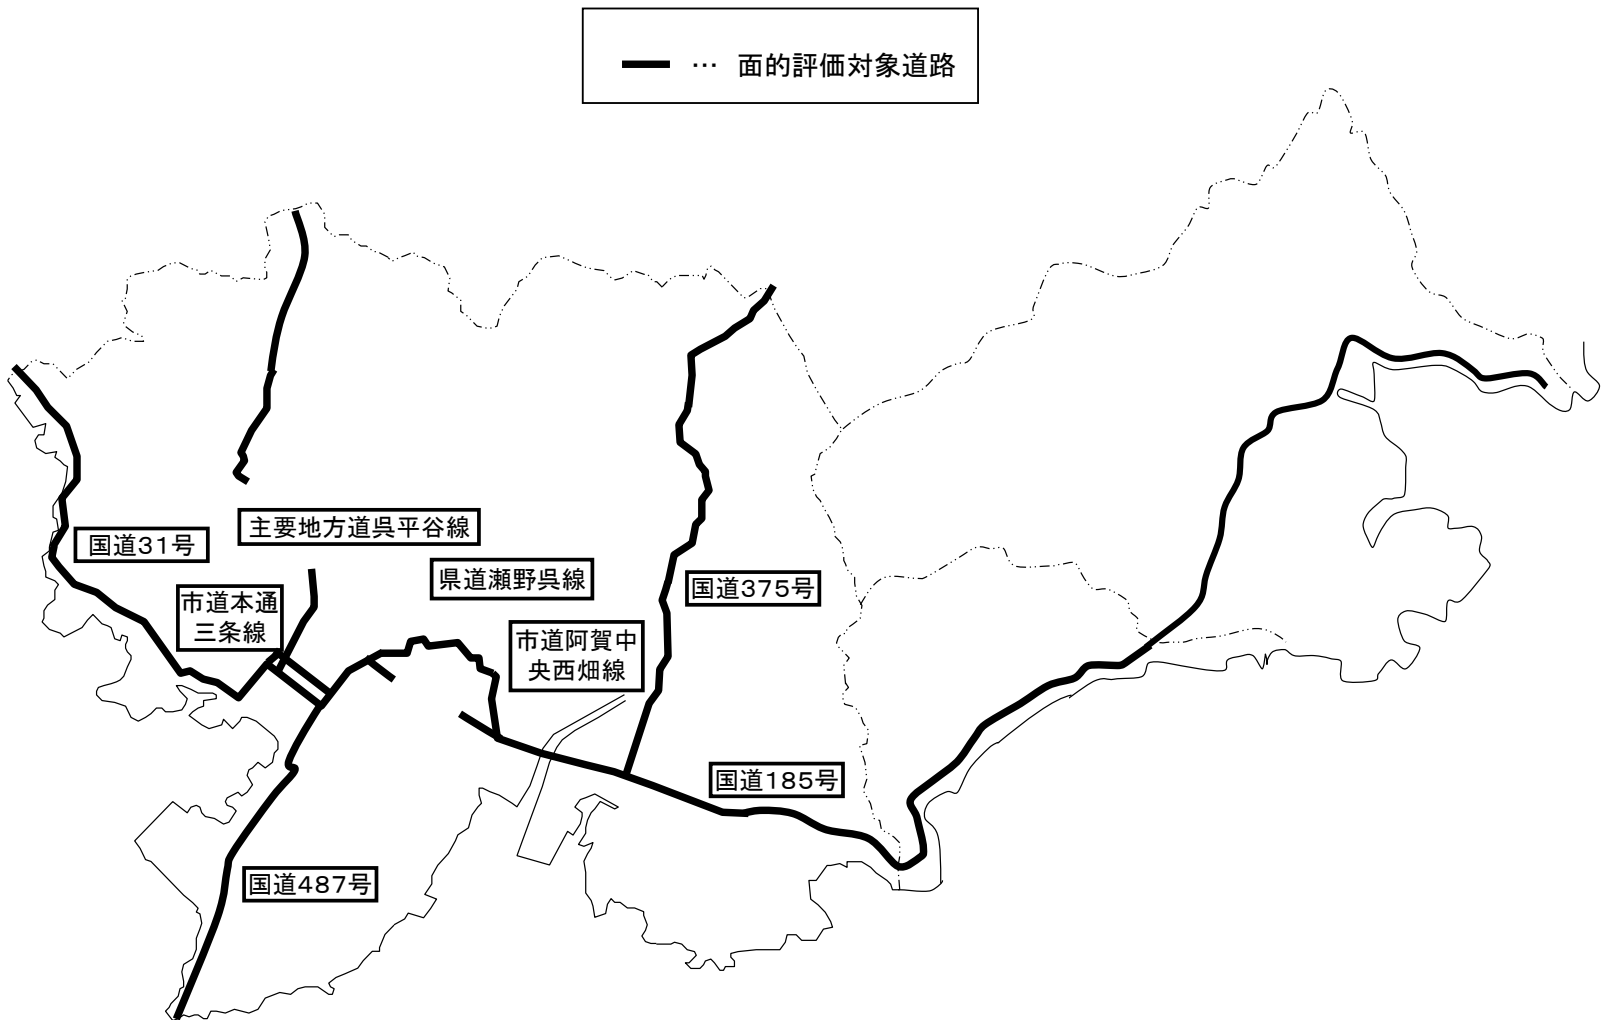 … 面的評価対象道路
主要地方道呉平谷線
国道31号
県道瀬野呉線
国道375号
市道本通
三条線
市道阿賀中
央西畑線
国道185号
国道487号